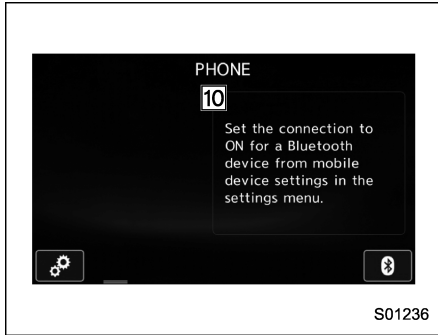 PHONE
10
Set the connection to
ON for a Bluetooth
device from mobile
device settings in the
settings menu.
S01236